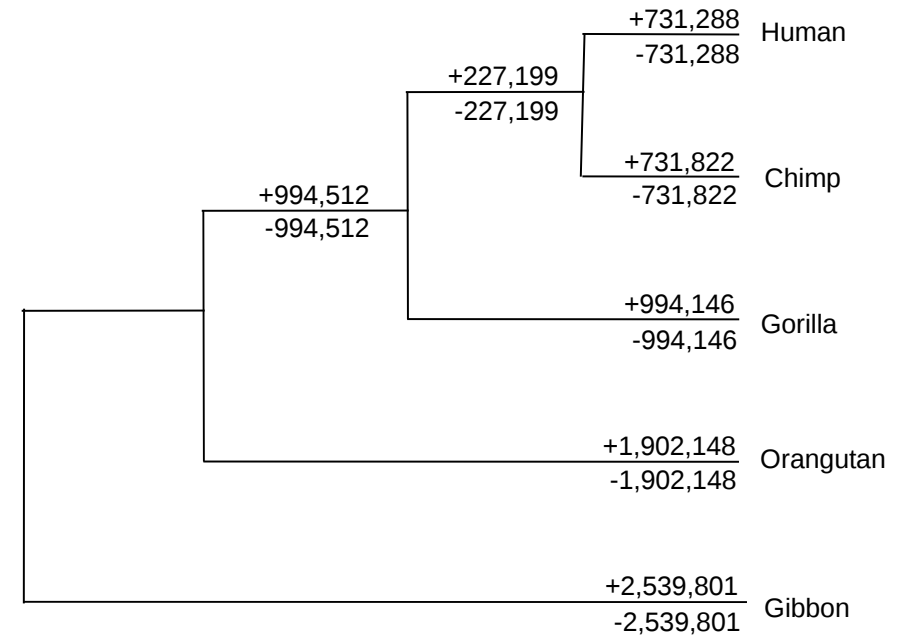 +731,288
Human
-731,288
+227,199
-227,199
+731,822
Chimp
-731,822
+994,512
-994,512
+994,146
Gorilla
-994,146
+1,902,148
Orangutan
-1,902,148
+2,539,801
Gibbon
-2,539,801